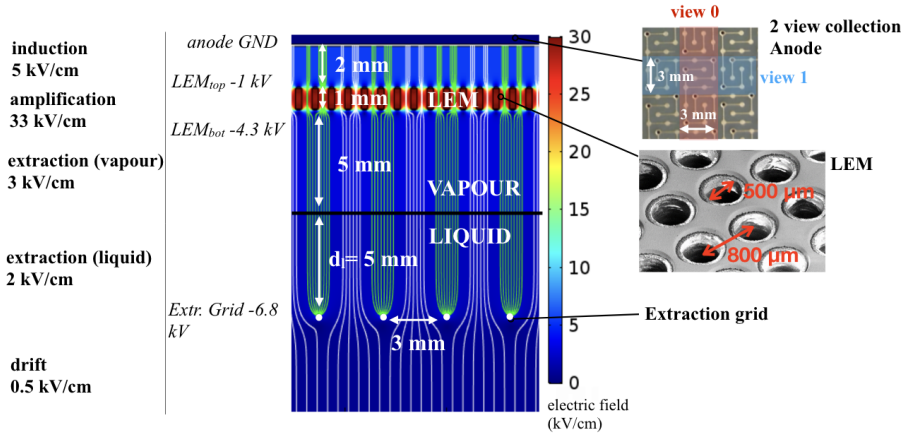 induction
5 kV/cm
amplification
33 kV/cm
extraction (vapour)
3 kV/cm
extraction (liquid)
2 kV/cm
drift
0.5 kV/cm
anode GND
LEMtop -1 kV
LEMbot -4.3 kV
Extr. Grid -6.8
kV
2 mm
1 mm
LEM
5 mm
VAPOUR
LIQUID
dl= 5 mm
3 mm
30
25
20
15
10
5
0
electric field
(kV/cm)
view 0
2 view collection
Anode
3 mm
view 1
3 mm
LEM
500 μm
800 μm
Extraction grid